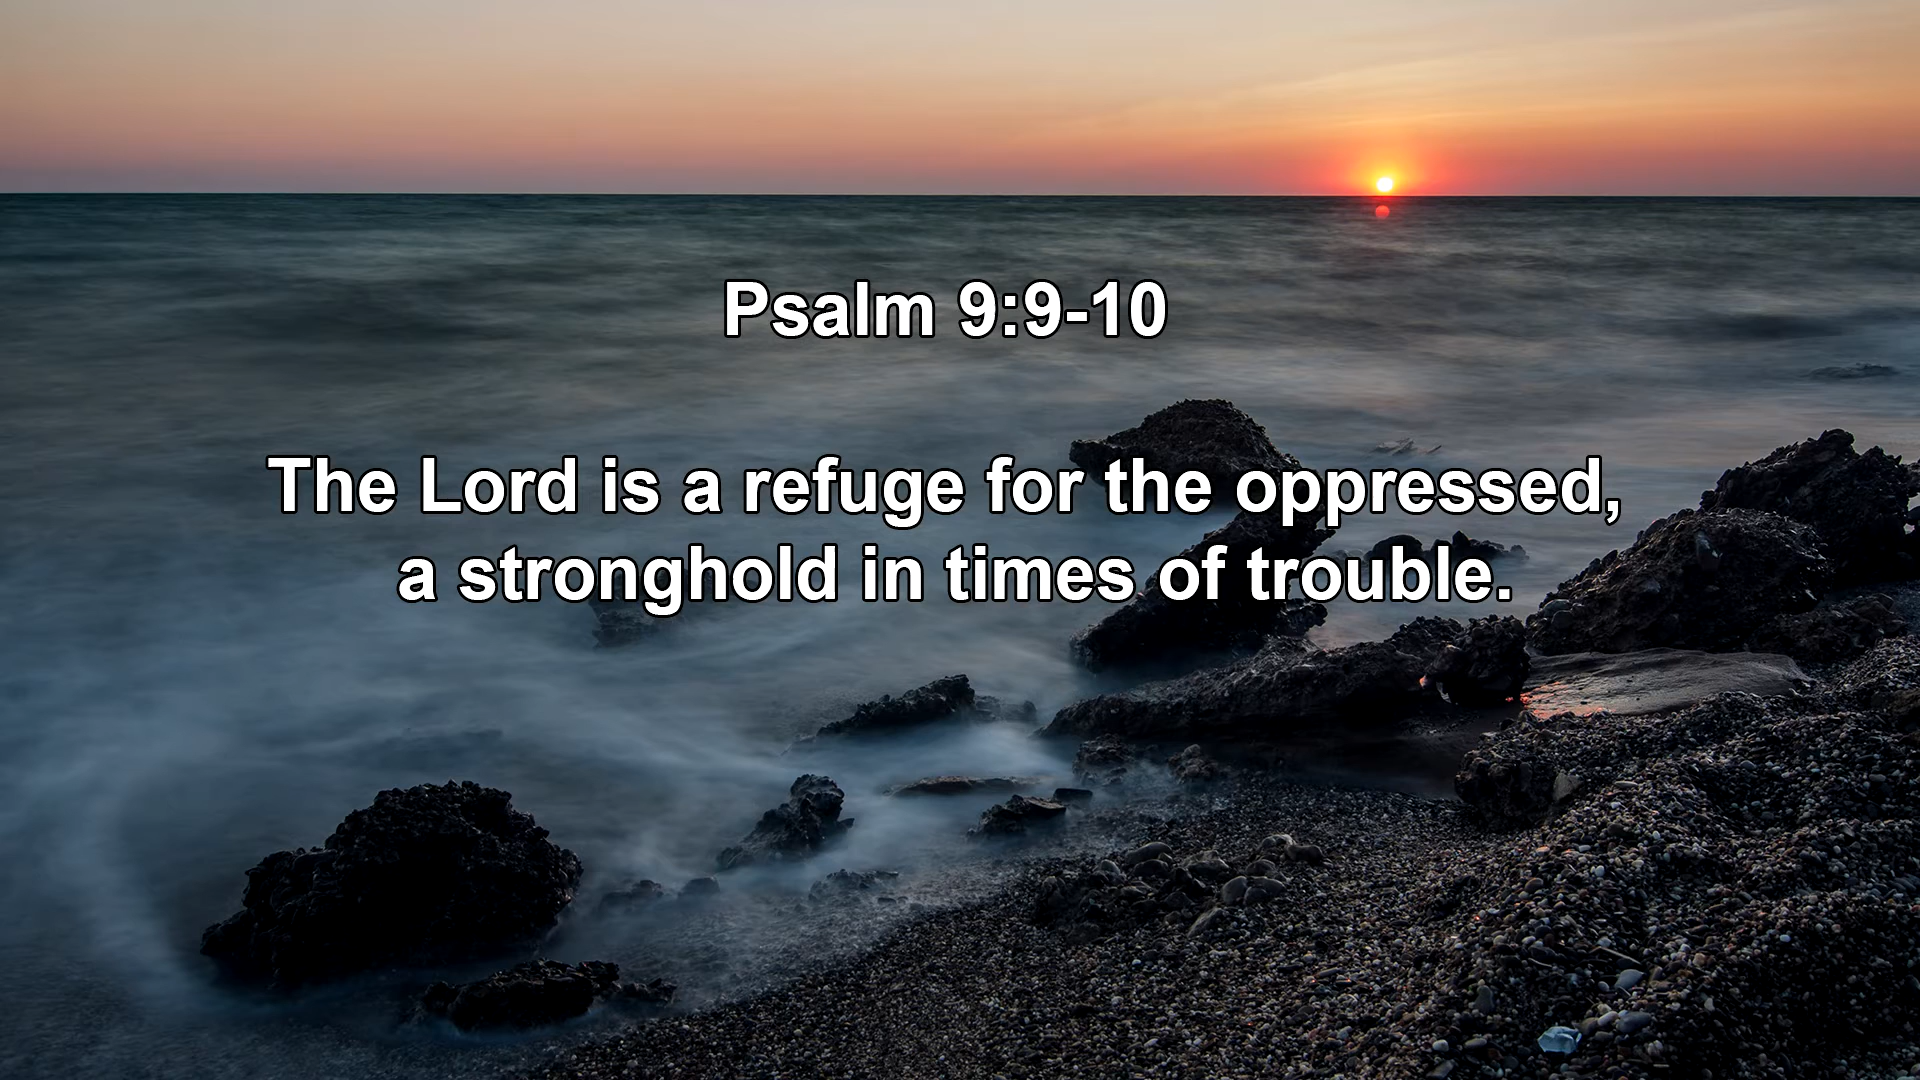 Psalm 9:9-10
The Lord is a refuge for the oppressed,
a stronghold in times of trouble.